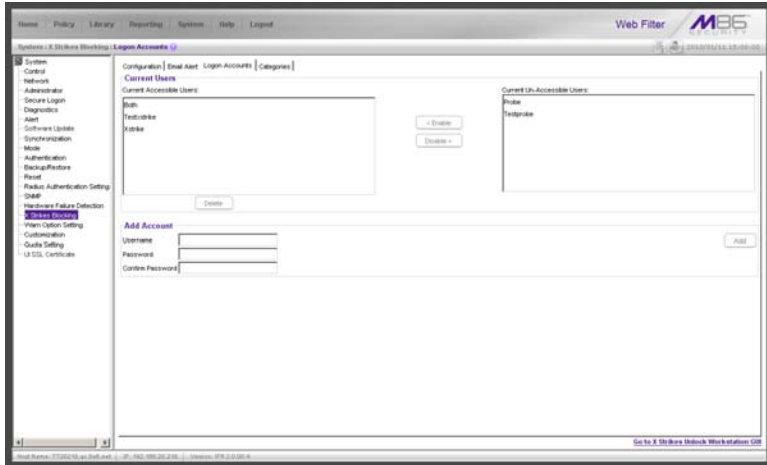 Home Policy Library Reporting System Help Logout
Web Filter
M86 SECURITY
System : X Strikes Blocking : Logon Accounts
System
Control
Network
Administrator
Secure Logon
Diagnostics
Alert
Software Update
Synchronization
Mode
Authentication
Backup/Restore
Reset
Radius Authentication Setting
SNMP
Hardware Failure Detection
X Strikes Blocking
Warn Option Setting
Customization
Quota Setting
UI SSL Certificate
Configuration Email Alert Logon Accounts Categories
Current Users
Current Accessible Users:
Both
Testxstrike
Xstrike
< Enable
Disable >
Current Un-Accessible Users:
Probe
Testprobe
Delete
Add Account
Username
Password
Confirm Password
Add
Go to X Strikes Unlock Workstation GUI
Host Name: